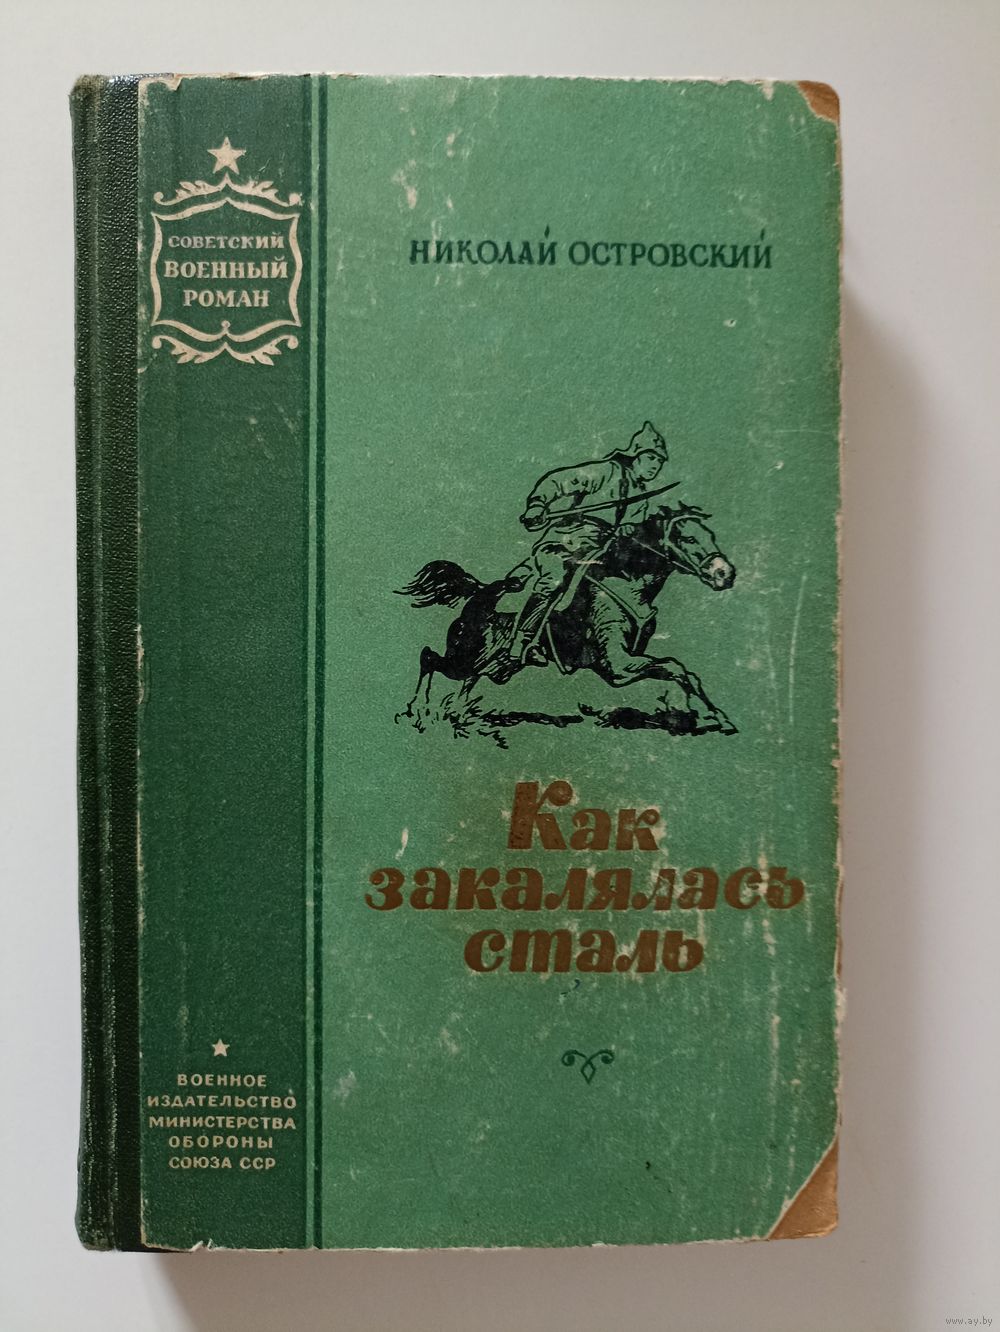 СОВЕТСКИЙ
ВОЕННЫЙ
РОМАН
НИКОЛАЙ ОСТРОВСКИЙ
Как
закалялась
сталь
ВОЕННОЕ
ИЗДАТЕЛЬСТВО
МИНИСТЕРСТВА
ОБОРОНЫ
СОЮЗА ССР
www.ay.by